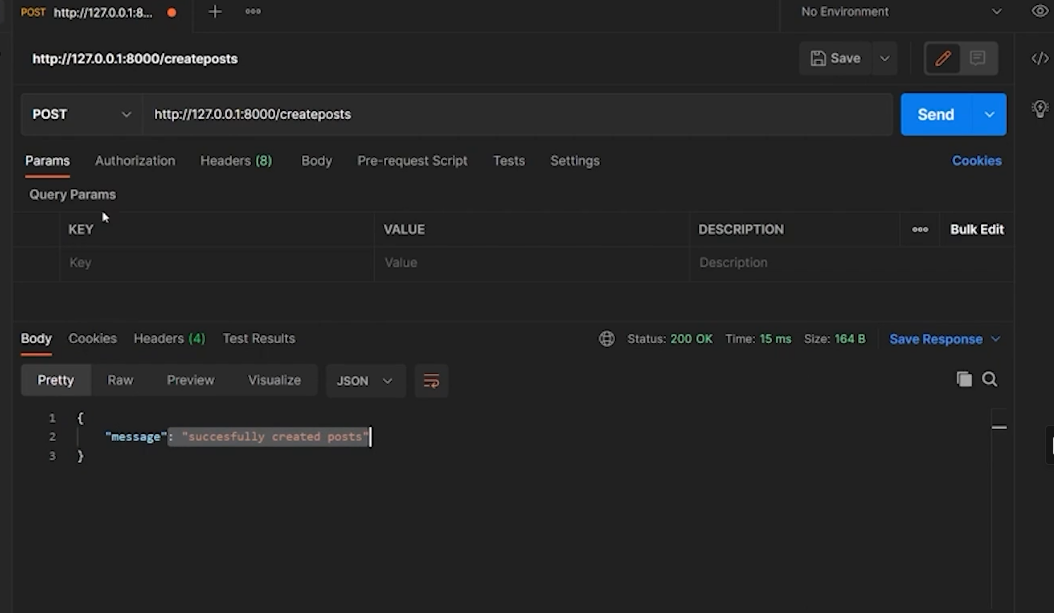 POST http://127.0.0.1:8... No Environment
http://127.0.0.1:8000/createposts Save
POST http://127.0.0.1:8000/createposts Send
Params Authorization Headers (8) Body Pre-request Script Tests Settings Cookies
Query Params
KEY VALUE DESCRIPTION Bulk Edit
Key Value Description
Body Cookies Headers (4) Test Results Status: 200 OK Time: 15 ms Size: 164 B Save Response
Pretty Raw Preview Visualize JSON
1 {
2 "message": "succesfully created posts"
3 }